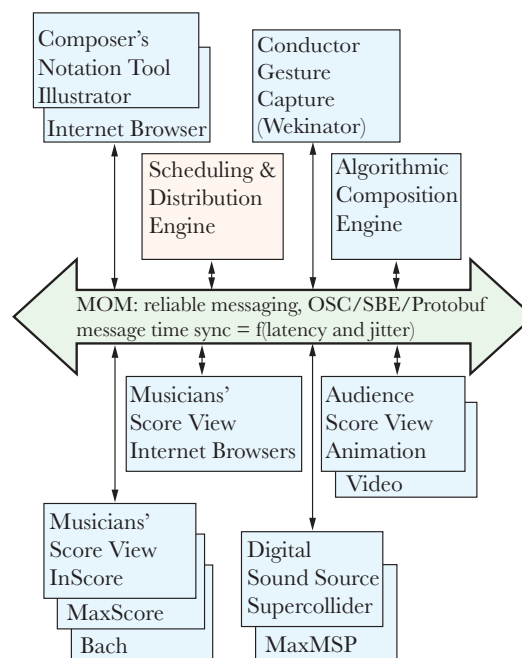 Composer's
Notation Tool
Illustrator
Internet Browser
Conductor
Gesture
Capture
(Wekinator)
Scheduling &
Distribution
Engine
Algorithmic
Composition
Engine
MOM: reliable messaging, OSC/SBE/Protobuf
message time sync = f(latency and jitter)
Musicians'
Score View
Internet Browsers
Audience
Score View
Animation
Video
Musicians'
Score View
InScore
MaxScore
Bach
Digital
Sound Source
Supercollider
MaxMSP